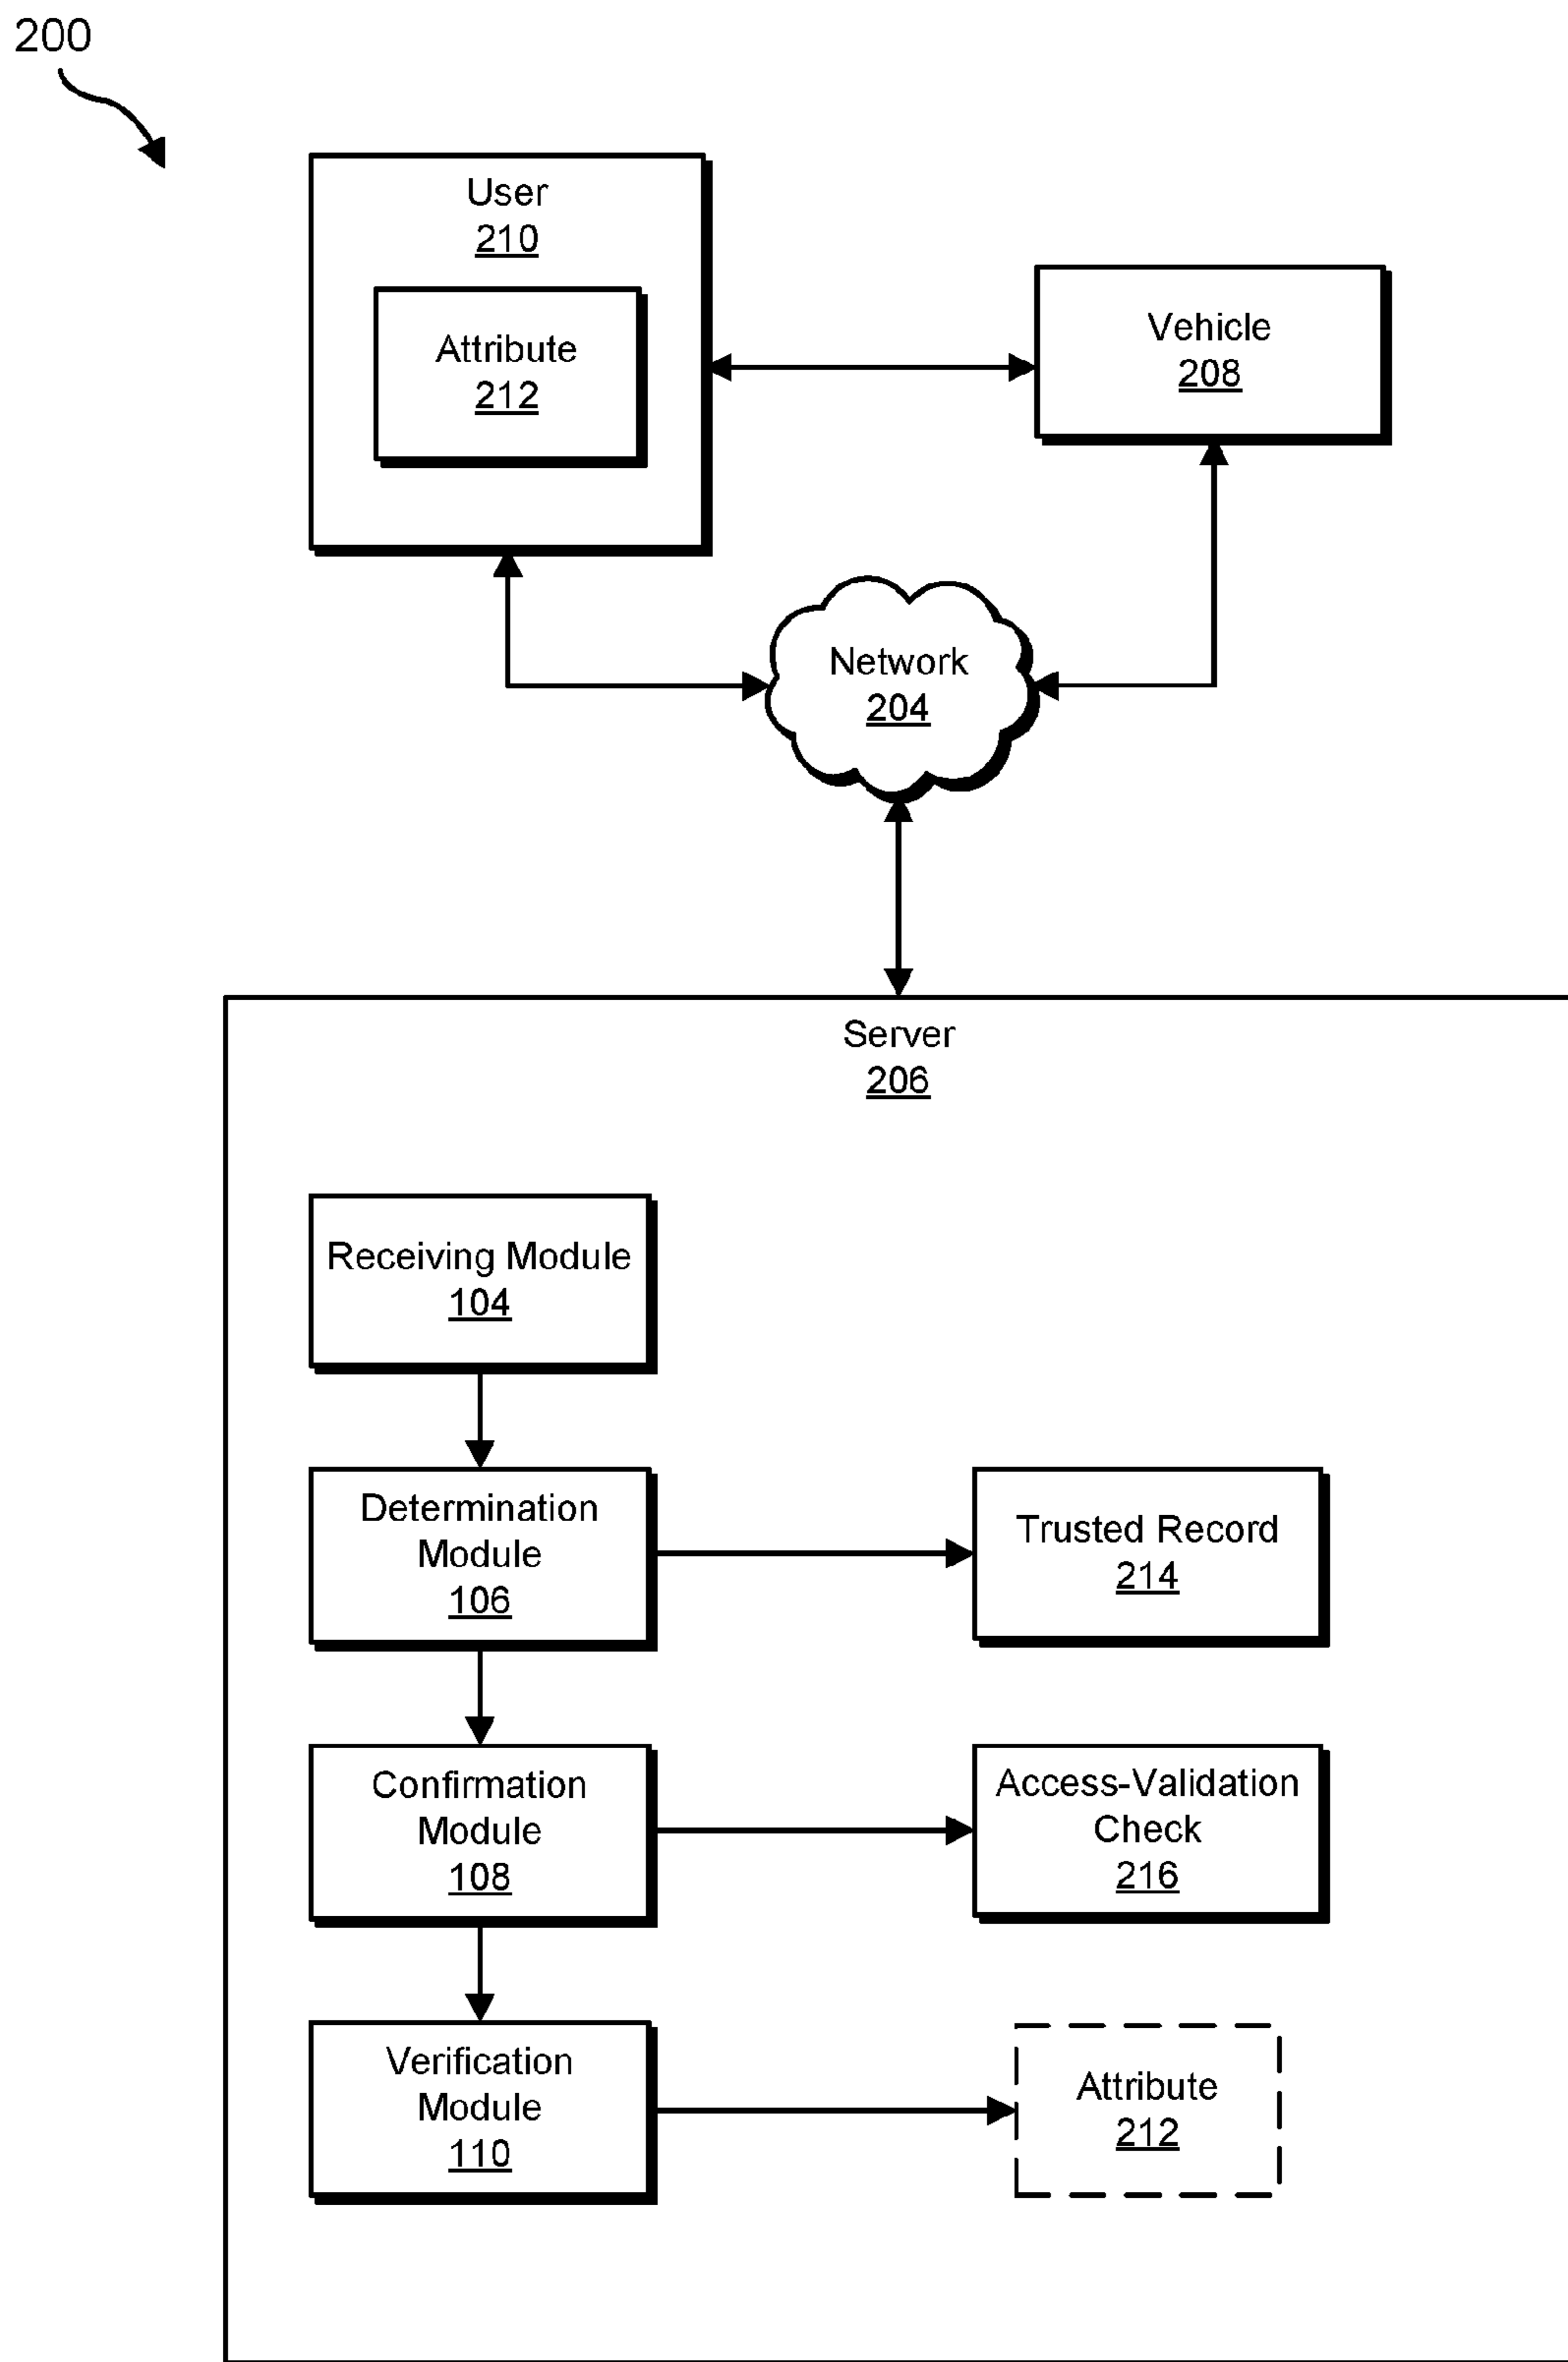 200
User
210
Attribute
212
Vehicle
208
Network
204
Server
206
Receiving Module
104
Determination
Module
106
Trusted Record
214
Confirmation
Module
108
Access-Validation
Check
216
Verification
Module
110
Attribute
212